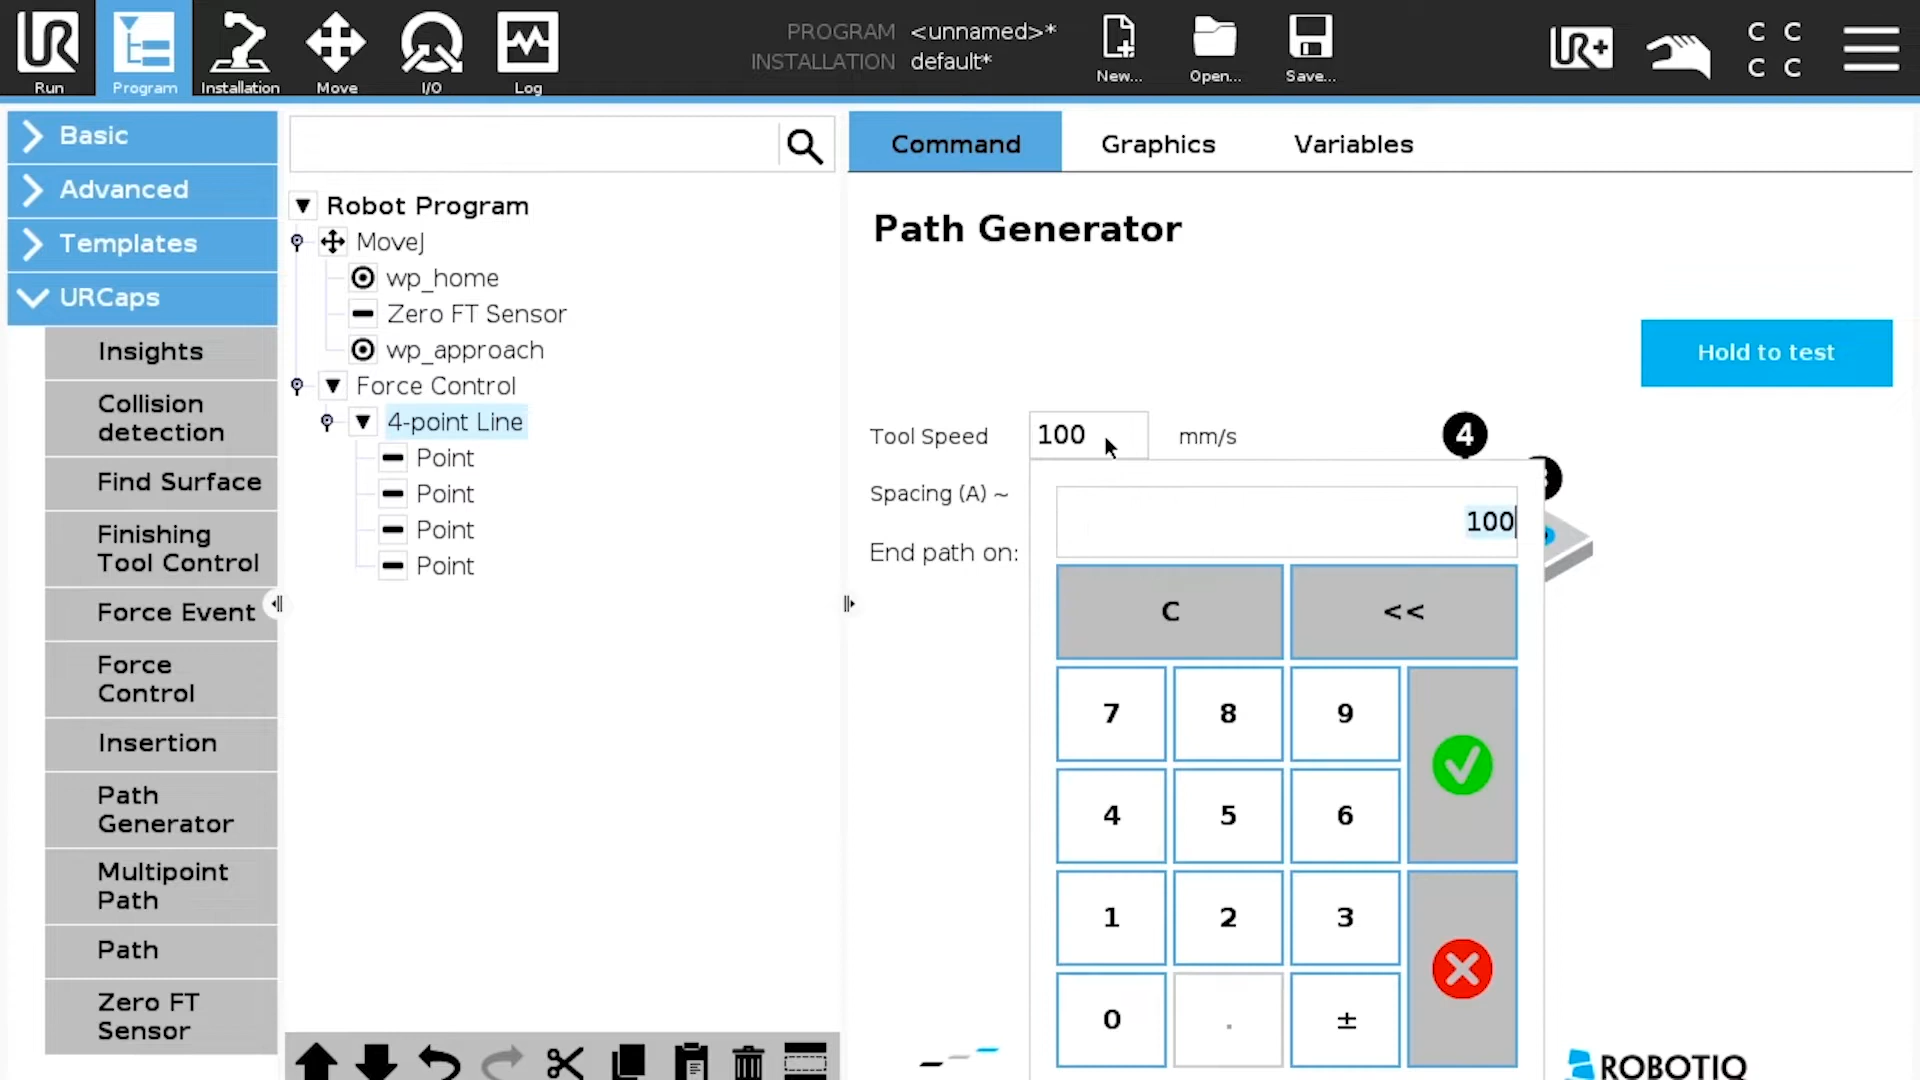 PROGRAM <unnamed>*
INSTALLATION default*
Run
Program
Installation
Move
I/O
Log
New...
Open...
Save...
UR+
C C
C C
Basic
Advanced
Templates
URCaps
Insights
Collision
detection
Find Surface
Finishing
Tool Control
Force Event
Force
Control
Insertion
Path
Generator
Multipoint
Path
Path
Zero FT
Sensor
Robot Program
MoveJ
wp_home
Zero FT Sensor
wp_approach
Force Control
4-point Line
Point
Point
Point
Point
Command
Graphics
Variables
Path Generator
Hold to test
Tool Speed 100 mm/s
4
Spacing (A) ~
End path on:
100
C <<
7 8 9
4 5 6
1 2 3
0 . ±
ROBOTIQ